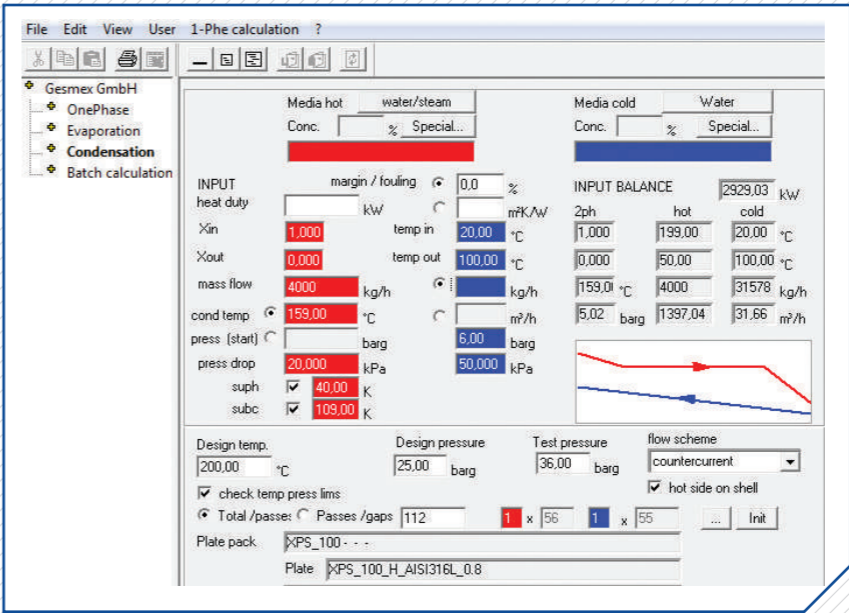 File Edit View User 1-Phe calculation ?
Gesmex GmbH
OnePhase
Evaporation
Condensation
Batch calculation
Media hot water/steam Media cold Water
Conc. % Special... Conc. % Special...
INPUT margin / fouling 0,0 % INPUT BALANCE 2929,03 kW
heat duty kW m²K/W 2ph hot cold
Xin 1,000 temp in 20,00 °C 1,000 199,00 20,00 °C
Xout 0,000 temp out 100,00 °C 0,000 50,00 100,00 °C
mass flow 4000 kg/h kg/h 159,0 °C 4000 31578 kg/h
cond temp 159,00 °C m³/h 5,02 barg 1397,04 31,66 m³/h
press (start) barg 6,00 barg
press drop 20,000 kPa 50,000 kPa
suph 40,00 K
subc 109,00 K
Design temp. Design pressure Test pressure flow scheme
200,00 °C 25,00 barg 36,00 barg countercurrent
check temp press lims hot side on shell
Total /passes Passes /gaps 112 1 x 56 1 x 55 ... Init
Plate pack XPS_100 - - -
Plate XPS_100_H_AISI316L_0.8